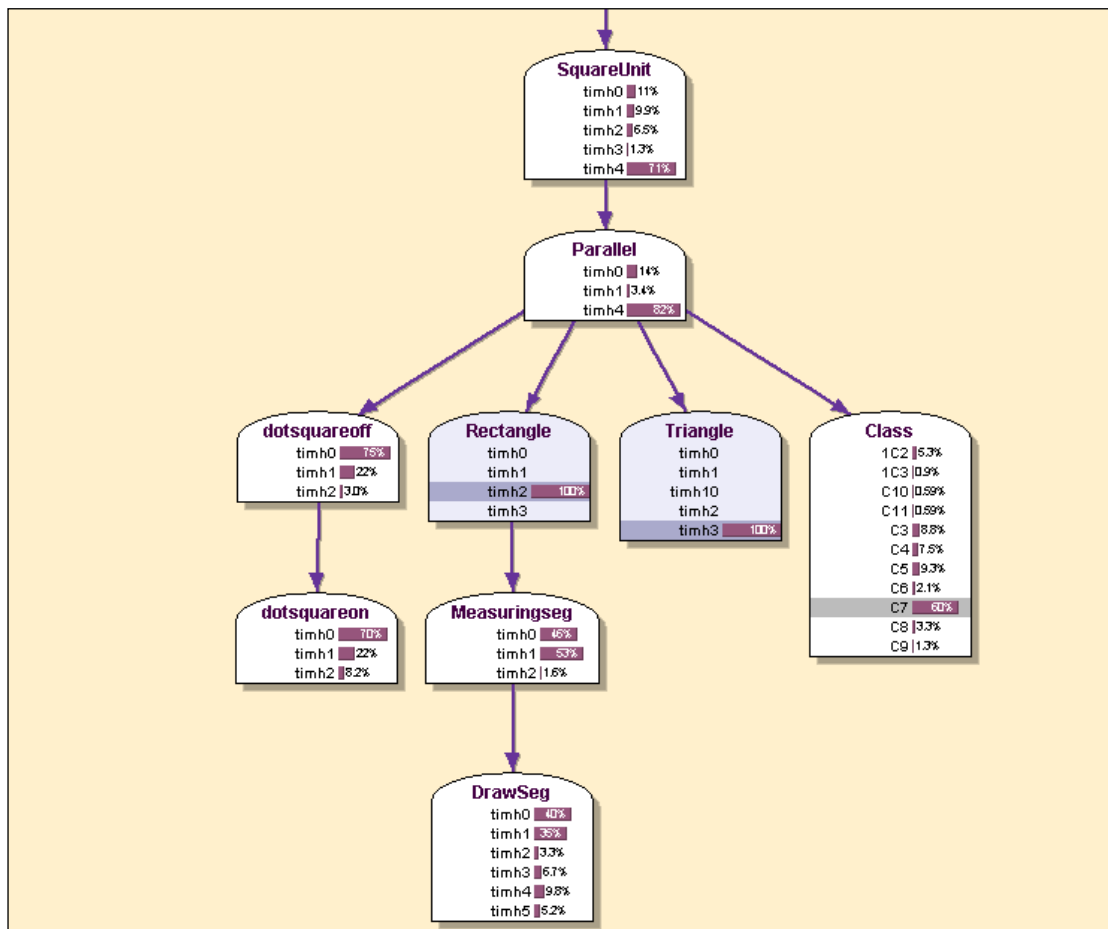 SquareUnit
timh0 11%
timh1 9.9%
timh2 6.5%
timh3 1.3%
timh4 71%
Parallel
timh0 14%
timh1 3.4%
timh4 82%
dotsquareoff
timh0 75%
timh1 22%
timh2 3.0%
Rectangle
timh0
timh1
timh2 100%
timh3
Triangle
timh0
timh1
timh10
timh2
timh3 100%
Class
1C2 5.3%
1C3 0.9%
C10 0.59%
C11 0.59%
C3 8.8%
C4 7.5%
C5 9.3%
C6 2.1%
C7 60%
C8 3.3%
C9 1.3%
dotsquareon
timh0 70%
timh1 22%
timh2 8.2%
Measuringseg
timh0 46%
timh1 53%
timh2 1.6%
DrawSeg
timh0 40%
timh1 35%
timh2 3.3%
timh3 6.7%
timh4 9.8%
timh5 5.2%